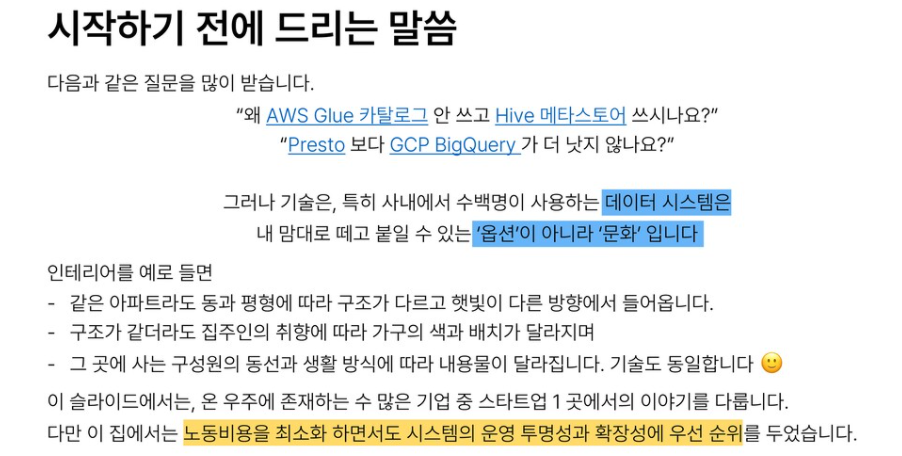 시작하기 전에 드리는 말씀
다음과 같은 질문을 많이 받습니다.
“왜 AWS Glue 카탈로그 안 쓰고 Hive 메타스토어 쓰시나요?”
“Presto 보다 GCP BigQuery 가 더 낫지 않나요?”
그러나 기술은, 특히 사내에서 수백명이 사용하는 데이터 시스템은
내 맘대로 떼고 붙일 수 있는 ‘옵션’이 아니라 ‘문화’ 입니다
인테리어를 예로 들면
- 같은 아파트라도 동과 평형에 따라 구조가 다르고 햇빛이 다른 방향에서 들어옵니다.
- 구조가 같더라도 집주인의 취향에 따라 가구의 색과 배치가 달라지며
- 그 곳에 사는 구성원의 동선과 생활 방식에 따라 내용물이 달라집니다. 기술도 동일합니다 🙂
이 슬라이드에서는, 온 우주에 존재하는 수 많은 기업 중 스타트업 1 곳에서의 이야기를 다룹니다.
다만 이 집에서는 노동비용을 최소화 하면서도 시스템의 운영 투명성과 확장성에 우선 순위를 두었습니다.